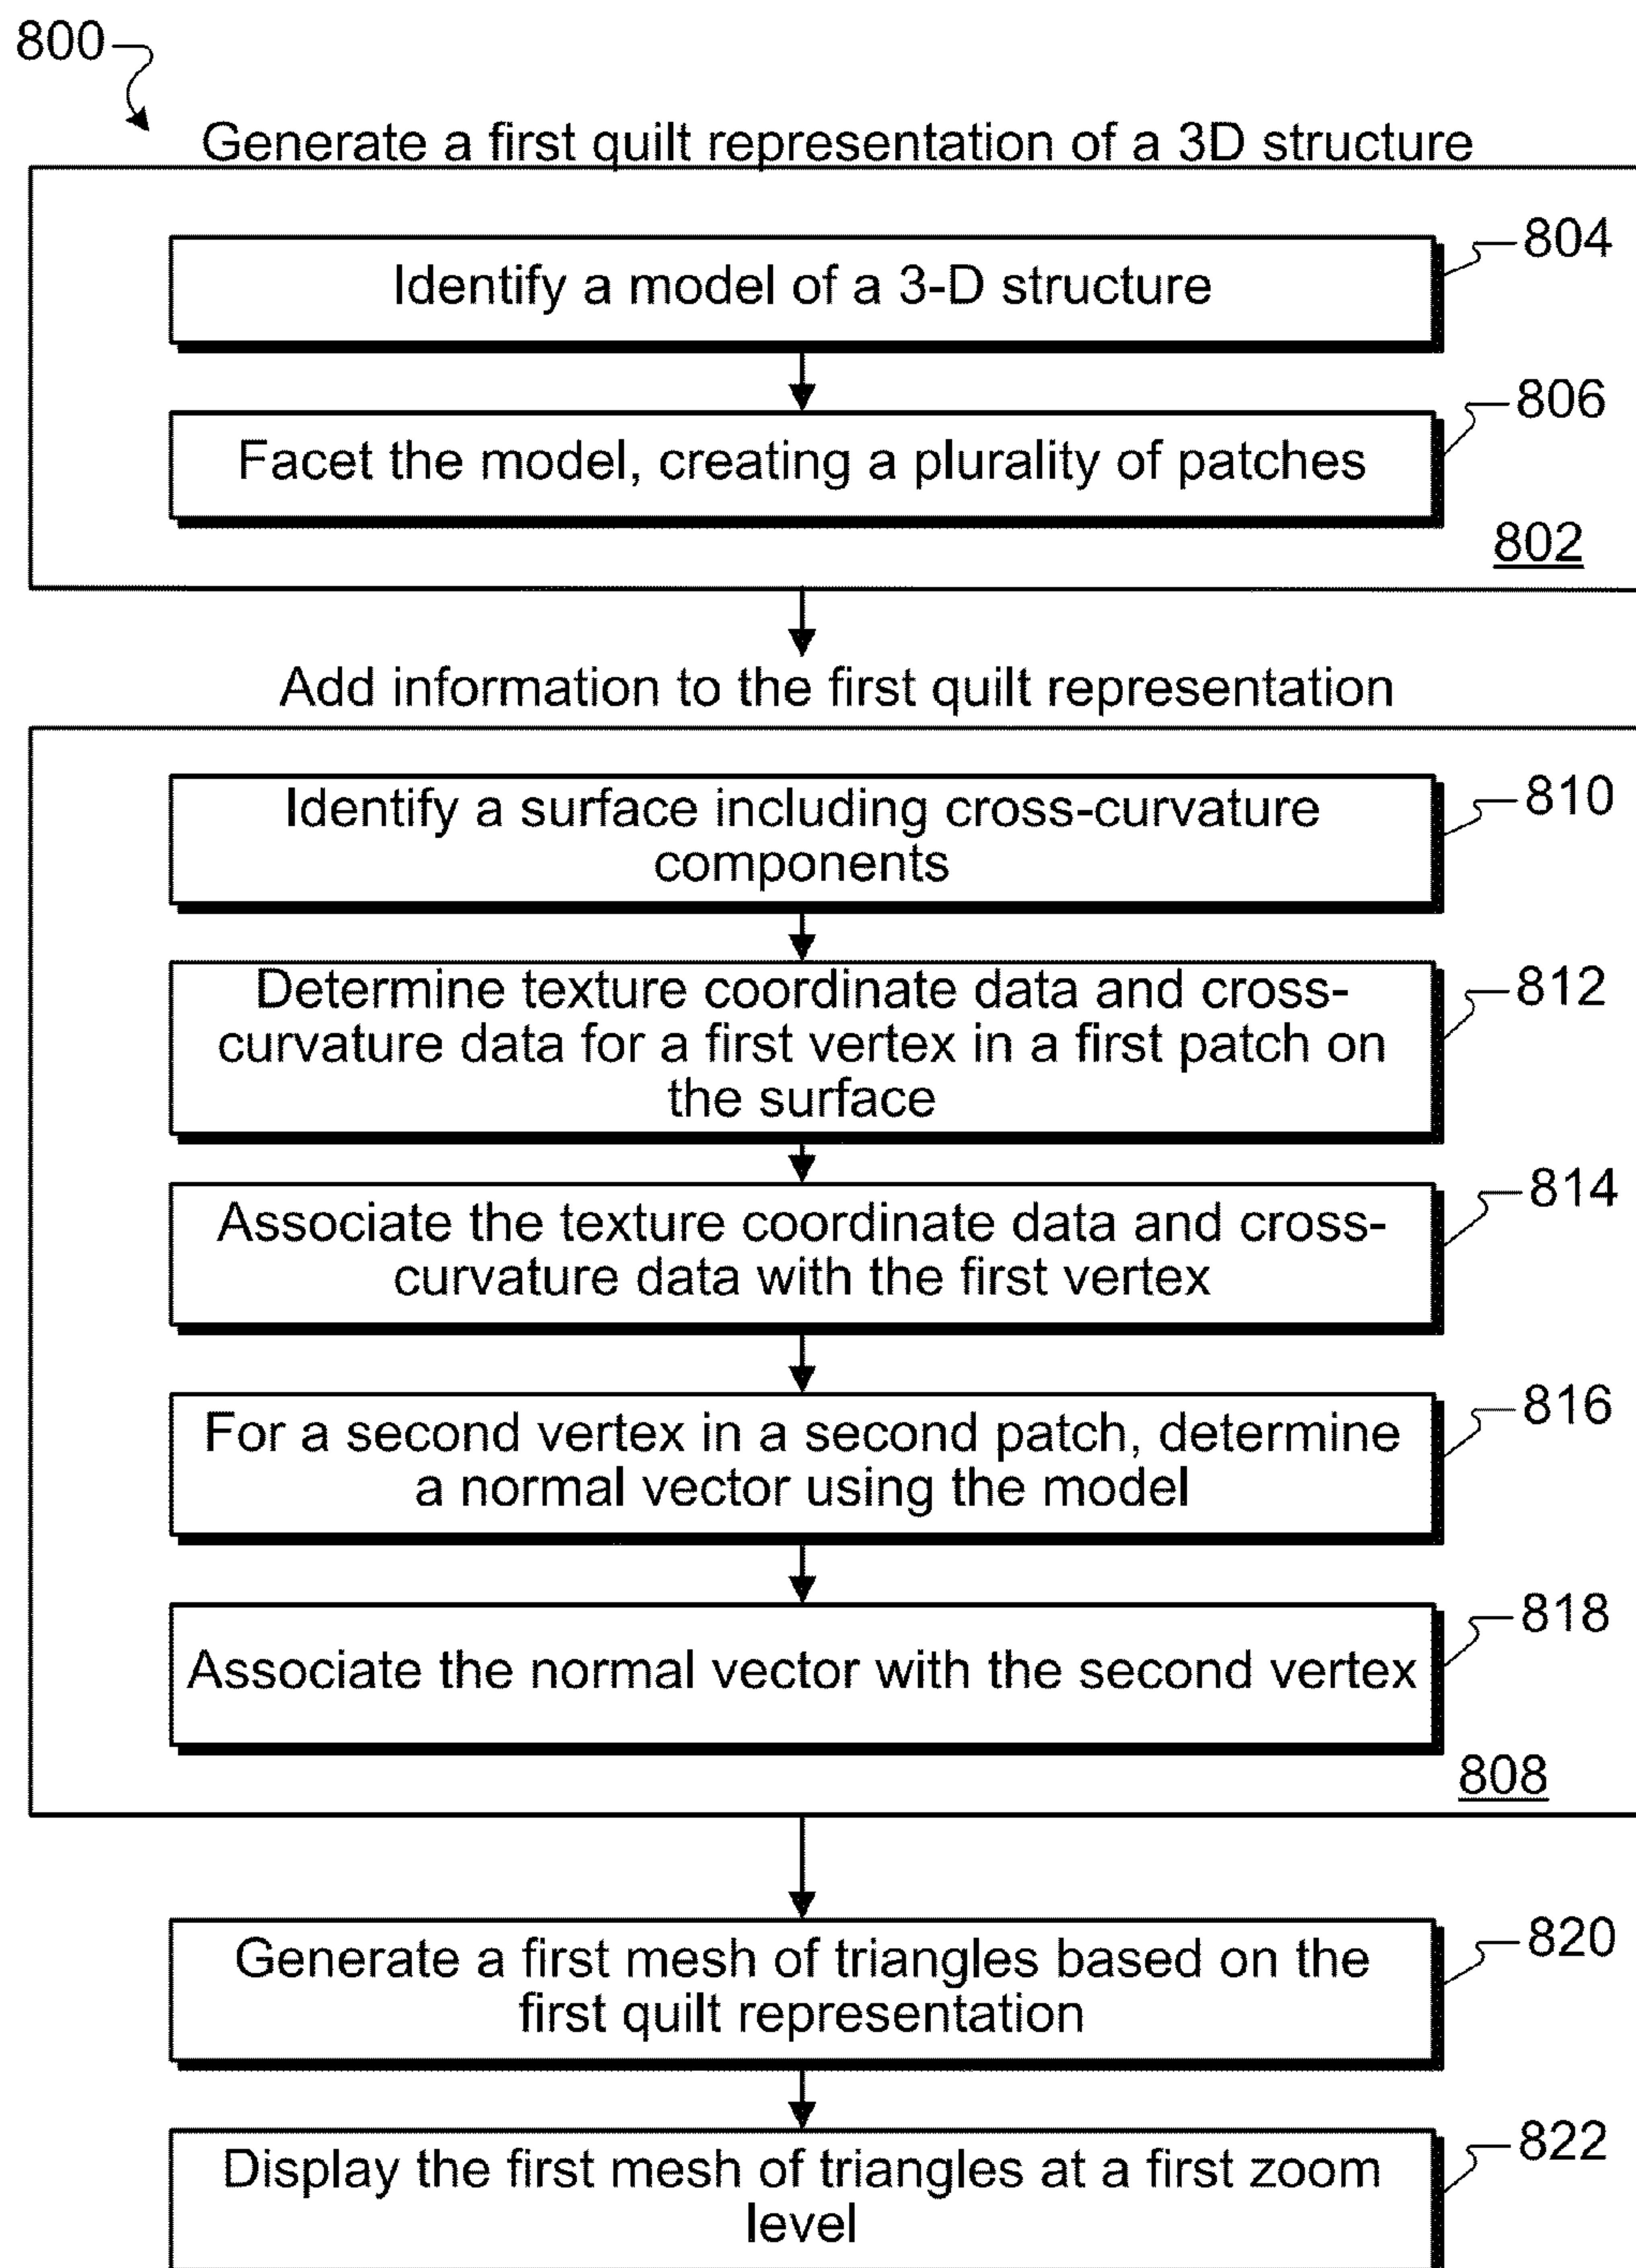 800
Generate a first quilt representation of a 3D structure
804
Identify a model of a 3-D structure
806
Facet the model, creating a plurality of patches
802
Add information to the first quilt representation
810
Identify a surface including cross-curvature
components
812
Determine texture coordinate data and cross-
curvature data for a first vertex in a first patch on
the surface
814
Associate the texture coordinate data and cross-
curvature data with the first vertex
816
For a second vertex in a second patch, determine
a normal vector using the model
818
Associate the normal vector with the second vertex
808
820
Generate a first mesh of triangles based on the
first quilt representation
822
Display the first mesh of triangles at a first zoom
level